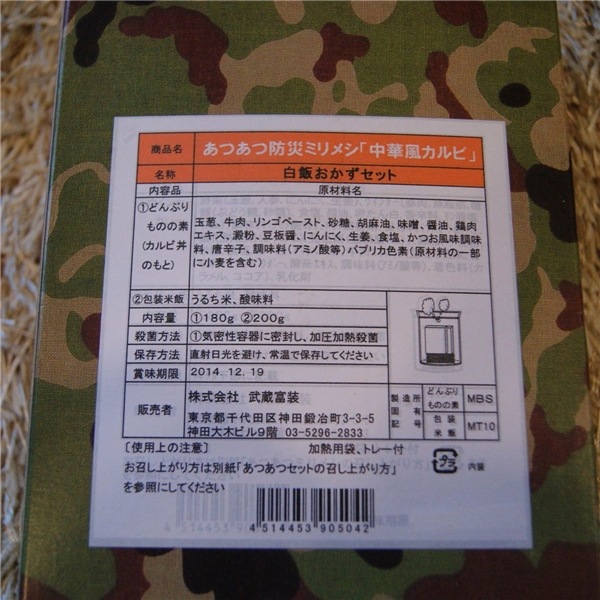 商品名 あつあつ防災ミリメシ「中華風カルビ」
名称 白飯おかずセット
内容品 原材料名
①どんぶりものの素(カルビ丼のもと)
玉葱、牛肉、リンゴペースト、砂糖、胡麻油、味噌、醤油、鶏肉
エキス、澱粉、豆板醤、にんにく、生姜、食塩、かつお風味調味
料、唐辛子、調味料(アミノ酸等)パプリカ色素(原材料の一部
に小麦を含む)
②包装米飯 うるち米、酸味料
内容量 ①180g ②200g
殺菌方法 ①気密性容器に密封し、加圧加熱殺菌
保存方法 直射日光を避け、常温で保存してください
賞味期限 2014.12.19
販売者 株式会社 武蔵富装
東京都千代田区神田鍛冶町3-3-5
神田大木ビル9階 03-5296-2833
製造所固有記号
どんぶりものの素 MBS
包装米飯 MT10
〔使用上の注意〕 加熱用袋、トレー付
お召し上がり方は別紙「あつあつセットの召し上がり方」
を参照にしてください
プラ 内装
4514453905042